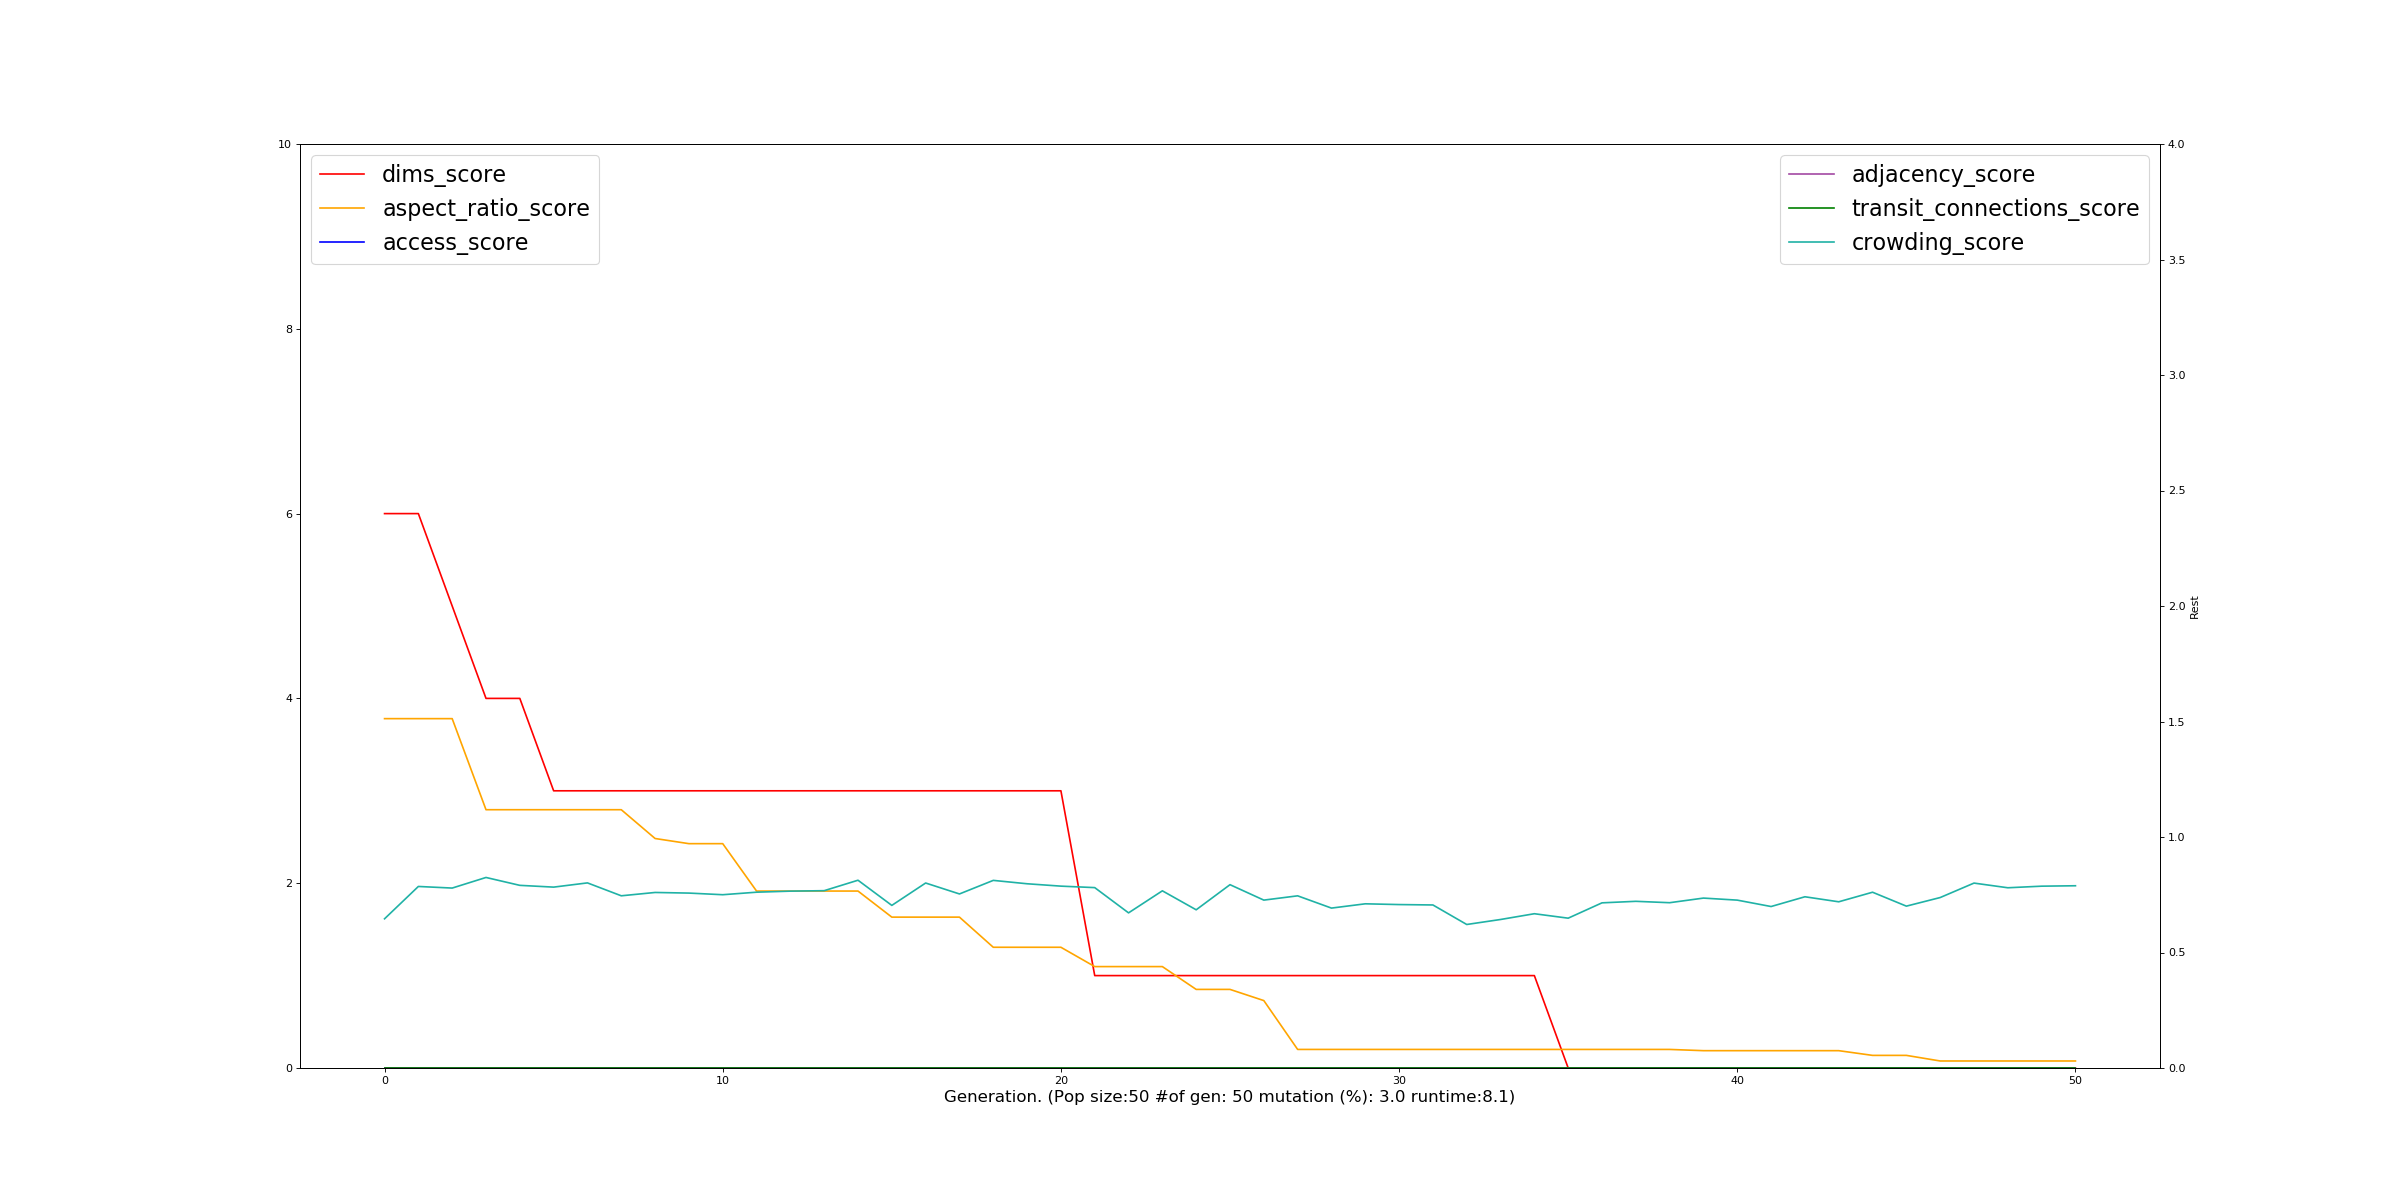 dims_score
aspect_ratio_score
access_score
adjacency_score
transit_connections_score
crowding_score
10
8
6
4
2
0
4.0
3.5
3.0
2.5
2.0
1.5
1.0
0.5
0.0
Rest
0 10 20 30 40 50
Generation. (Pop size:50 #of gen: 50 mutation (%): 3.0 runtime:8.1)